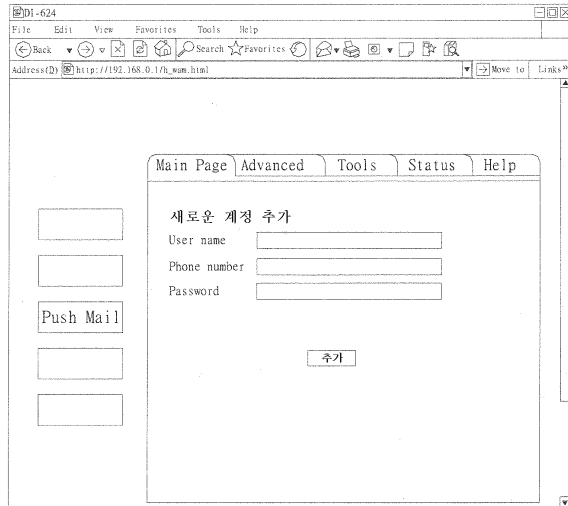 DI-624
File Edit View Favorites Tools Help
Back Search Favorites
Address(D) http://192.168.0.1/h_wam.html Move to Links »
Main Page Advanced Tools Status Help
새로운 계정 추가
User name
Phone number
Password
Push Mail
추가